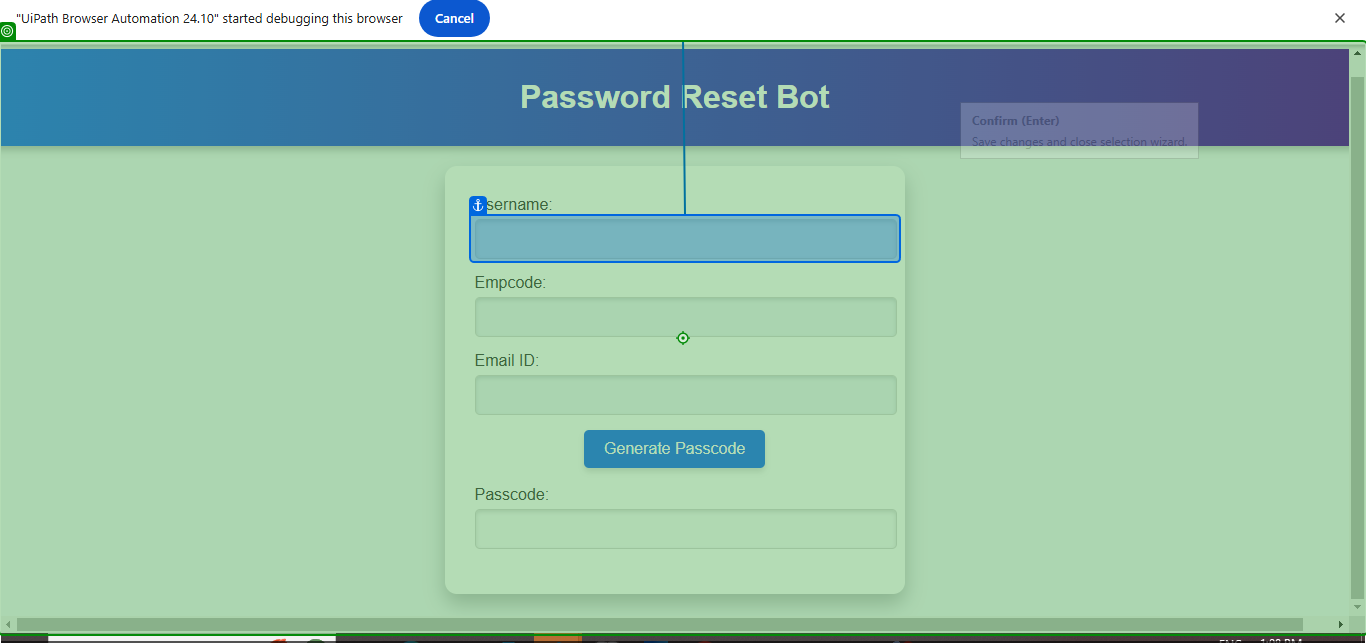 "UiPath Browser Automation 24.10" started debugging this browser
Cancel
Password Reset Bot
Confirm (Enter)
Save changes and close selection wizard.
sername:
Empcode:
Email ID:
Generate Passcode
Passcode: